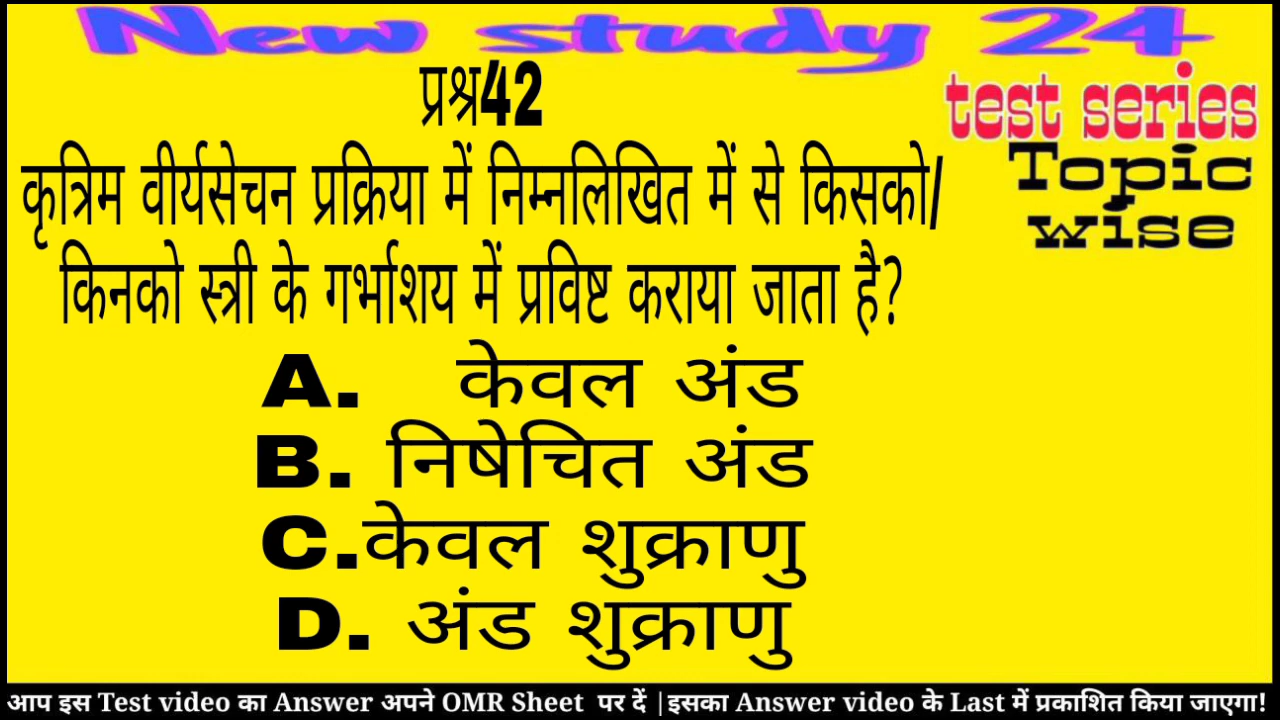 New study 24
test series
Topic
wise
प्रश्न42
कृत्रिम वीर्यसेचन प्रक्रिया में निम्नलिखित में से किसको/
किनको स्त्री के गर्भाशय में प्रविष्ट कराया जाता है?
A. केवल अंड
B. निषेचित अंड
C.केवल शुक्राणु
D. अंड शुक्राणु
आप इस Test video का Answer अपने OMR Sheet पर दें |इसका Answer video के Last में प्रकाशित किया जाएगा!